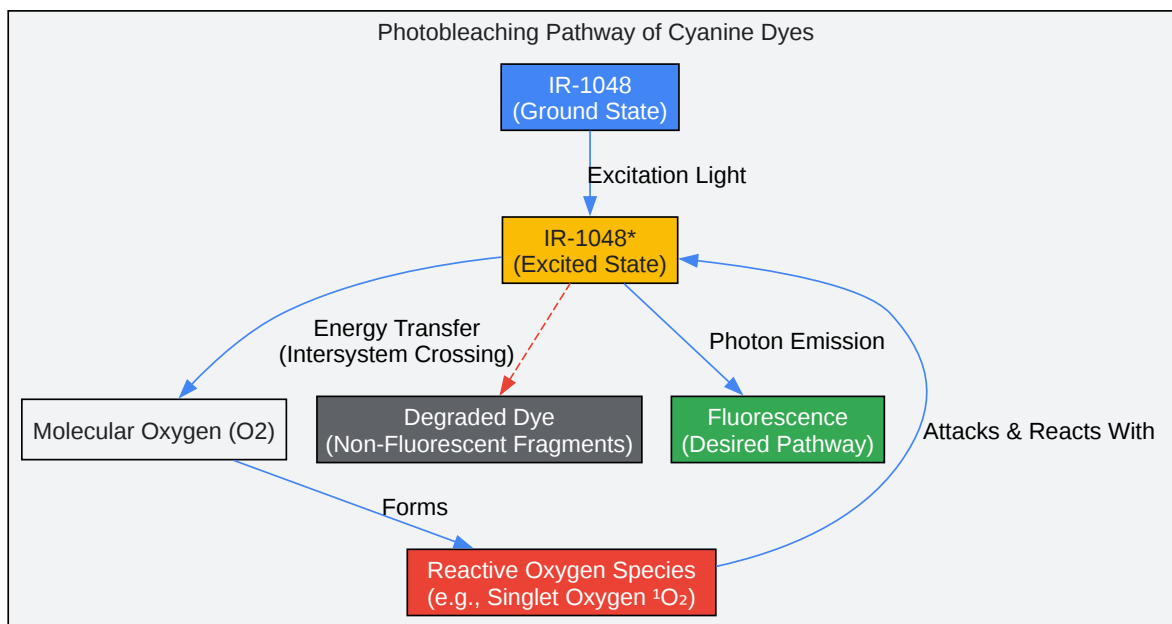 Photobleaching Pathway of Cyanine Dyes
IR-1048
(Ground State)
Excitation Light
IR-1048*
(Excited State)
Energy Transfer
(Intersystem Crossing)
Photon Emission
Molecular Oxygen (O2)
Degraded Dye
(Non-Fluorescent Fragments)
Fluorescence
(Desired Pathway)
Attacks & Reacts With
Forms
Reactive Oxygen Species
(e.g., Singlet Oxygen ¹O₂)